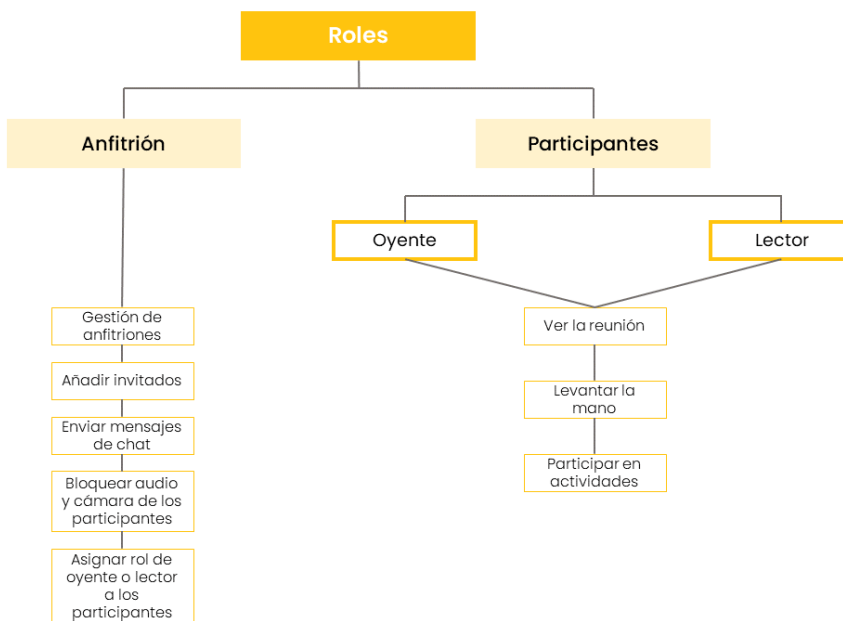 Roles
Anfitrión
Participantes
Oyente
Lector
Gestión de
anfitriones
Añadir invitados
Enviar mensajes
de chat
Bloquear audio
y cámara de los
participantes
Asignar rol de
oyente o lector
a los
participantes
Ver la reunión
Levantar la
mano
Participar en
actividades